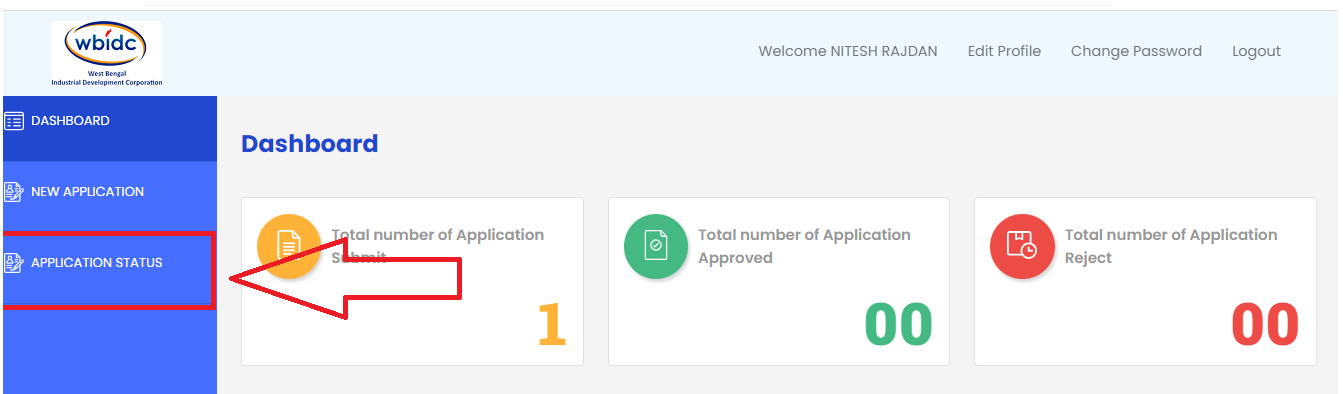 wbidc
West Bengal
Industrial Development Corporation
Welcome NITESH RAJDAN Edit Profile Change Password Logout
DASHBOARD
NEW APPLICATION
APPLICATION STATUS
Dashboard
Total number of Application
Submit
1
Total number of Application
Approved
00
Total number of Application
Reject
00